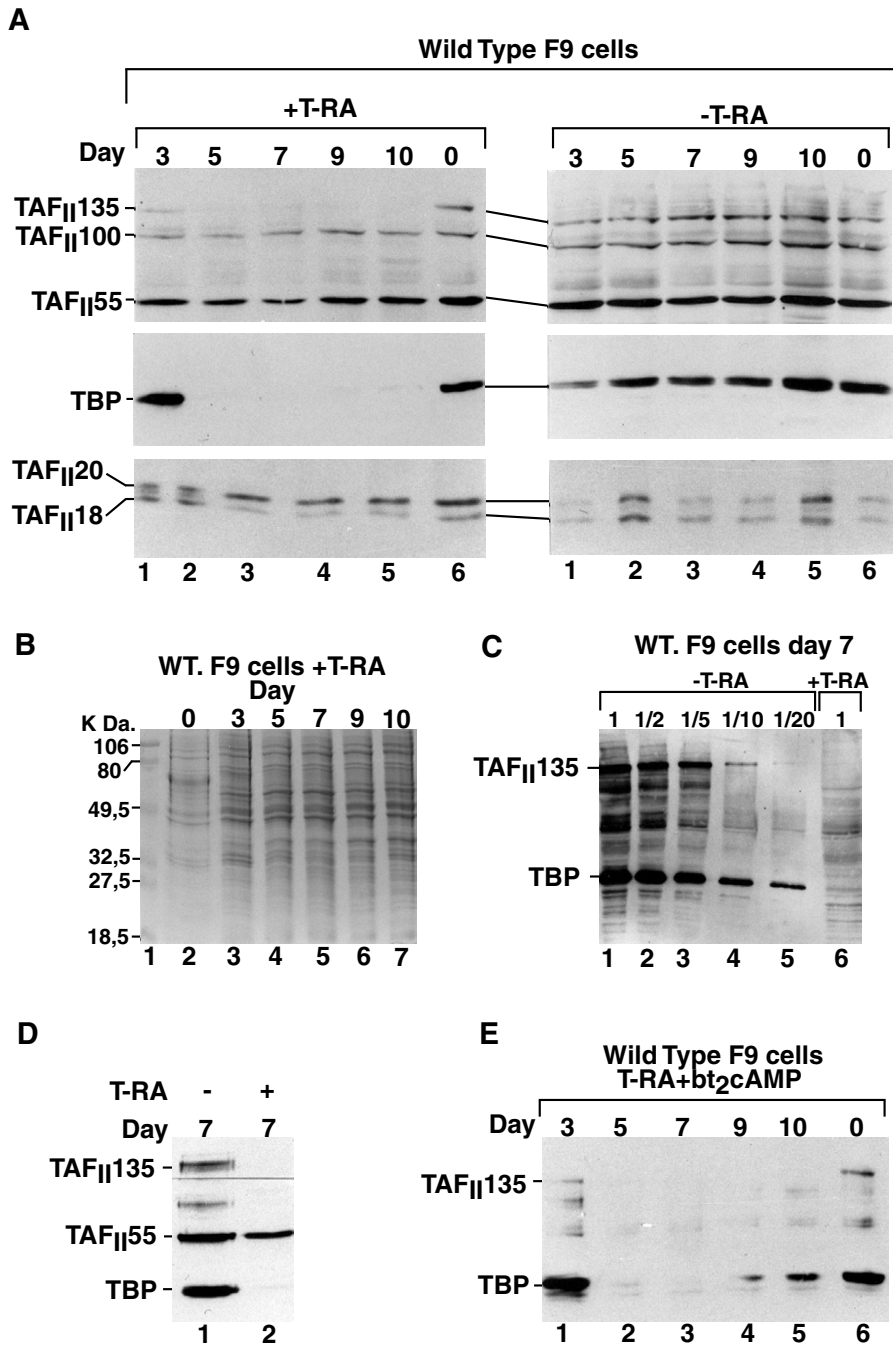 A
Wild Type F9 cells
+T-RA
-T-RA
Day 3 5 7 9 10 0
3 5 7 9 10 0
TAFII135
TAFII100
TAFII55
TBP
TAFII20
TAFII18
1 2 3 4 5 6
1 2 3 4 5 6
B
WT. F9 cells +T-RA
Day
K Da. 0 3 5 7 9 10
106
80
49,5
32,5
27,5
18,5
1 2 3 4 5 6 7
C
WT. F9 cells day 7
-T-RA +T-RA
1 1/2 1/5 1/10 1/20 1
TAFII135
TBP
1 2 3 4 5 6
D
T-RA - +
Day 7 7
TAFII135
TAFII55
TBP
1 2
E
Wild Type F9 cells
T-RA+bt2cAMP
Day 3 5 7 9 10 0
TAFII135
TBP
1 2 3 4 5 6